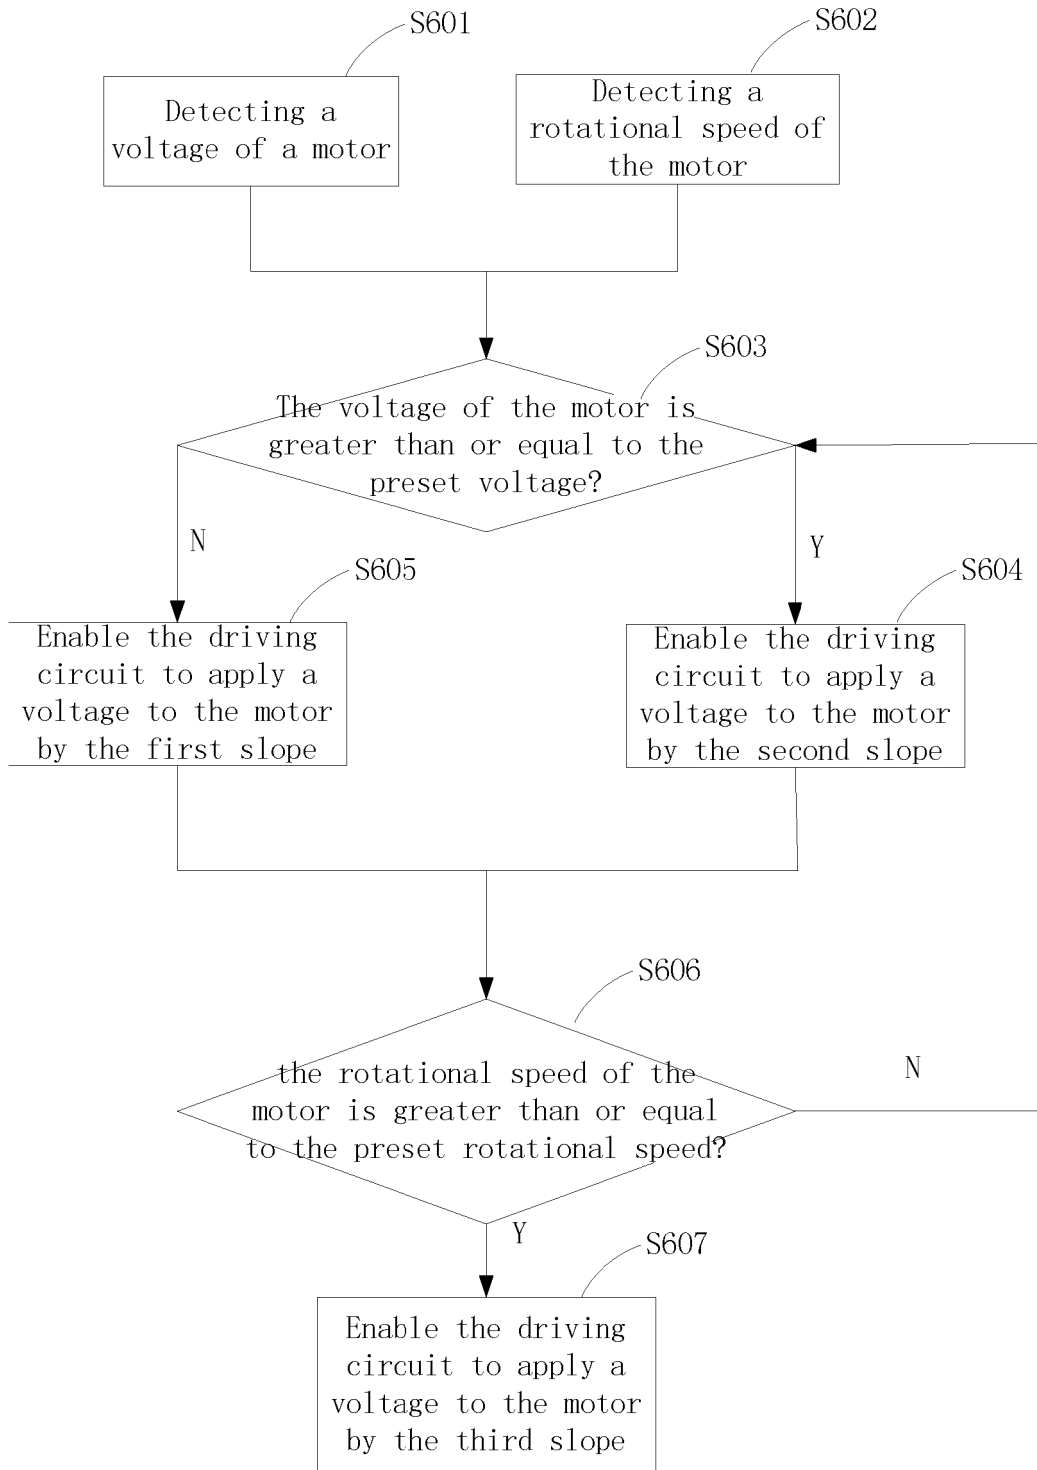 S601
S602
Detecting a
voltage of a motor
Detecting a
rotational speed of
the motor
S603
The voltage of the motor is
greater than or equal to the
preset voltage?
N
Y
S605
S604
Enable the driving
circuit to apply a
voltage to the motor
by the first slope
Enable the driving
circuit to apply a
voltage to the motor
by the second slope
S606
the rotational speed of the
motor is greater than or equal
to the preset rotational speed?
N
Y
S607
Enable the driving
circuit to apply a
voltage to the motor
by the third slope